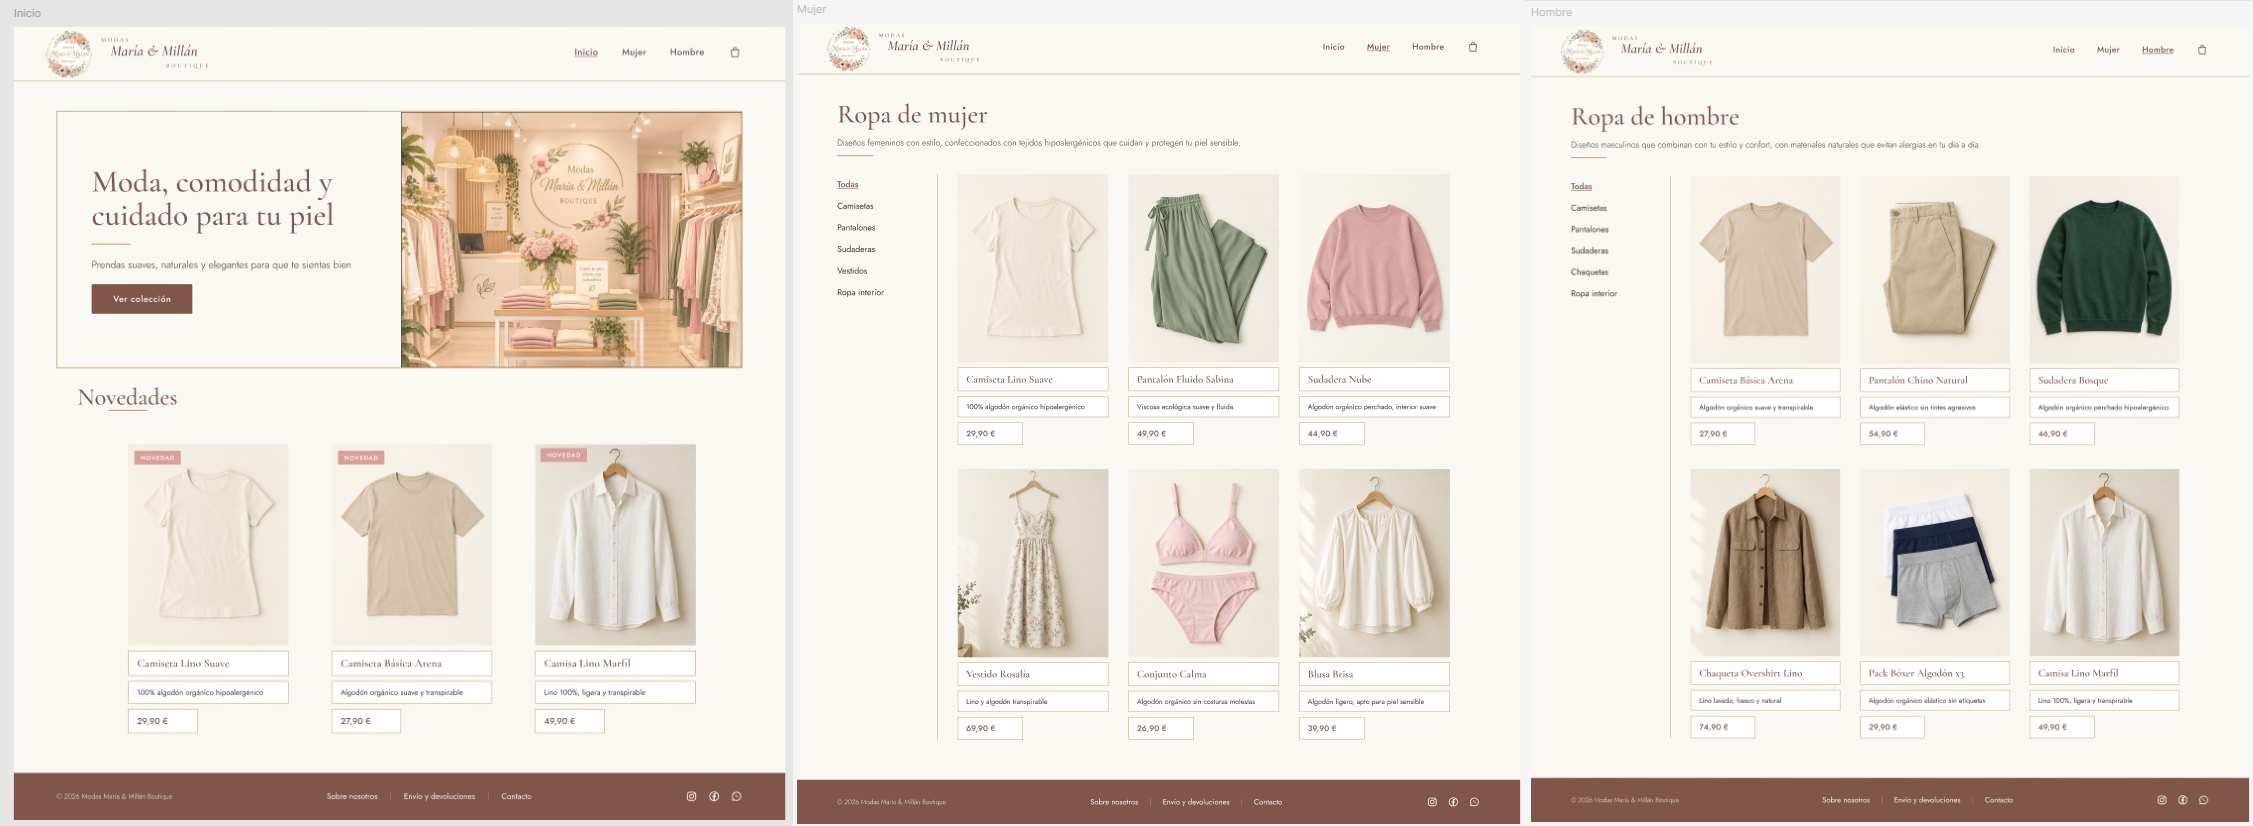 Inicio
MODAS
María & Millán
BOUTIQUE
Inicio
Mujer
Hombre
Moda, comodidad y
cuidado para tu piel
Prendas suaves, naturales y elegantes para que te sientas bien
Ver colección
Modas
María & Millán
BOUTIQUE
Novedades
NOVEDAD
NOVEDAD
NOVEDAD
Camiseta Lino Suave
100% algodón orgánico hipoalergénico
29,90 €
Camiseta Básica Arena
Algodón orgánico suave y transpirable
27,90 €
Camisa Lino Marfil
Lino 100%, ligera y transpirable
49,90 €
© 2026 Modas María & Millán Boutique
Sobre nosotros
Envío y devoluciones
Contacto
Mujer
MODAS
María & Millán
BOUTIQUE
Inicio
Mujer
Hombre
Ropa de mujer
Diseños femeninos con estilo, confeccionados con tejidos hipoalergénicos que cuidan y protegen tu piel sensible.
Todas
Camisetas
Pantalones
Sudaderas
Vestidos
Ropa interior
Camiseta Lino Suave
100% algodón orgánico hipoalergénico
29,90 €
Pantalón Fluido Sabina
Viscosa ecológica suave y fluida
49,90 €
Sudadera Nube
Algodón orgánico perchado, interior suave
44,90 €
Vestido Rosalía
Lino y algodón transpirable
69,90 €
Conjunto Calma
Algodón orgánico sin costuras molestas
26,90 €
Blusa Brisa
Algodón ligero, apto para piel sensible
39,90 €
© 2026 Modas María & Millán Boutique
Sobre nosotros
Envío y devoluciones
Contacto
Hombre
MODAS
María & Millán
BOUTIQUE
Inicio
Mujer
Hombre
Ropa de hombre
Diseños masculinos que combinan con tu estilo y confort, con materiales naturales que evitan alergias en tu día a día.
Todas
Camisetas
Pantalones
Sudaderas
Chaquetas
Ropa interior
Camiseta Básica Arena
Algodón orgánico suave y transpirable
27,90 €
Pantalón Chino Natural
Algodón elástico sin tintes agresivos
54,90 €
Sudadera Bosque
Algodón orgánico perchado hipoalergénico
46,90 €
Chaqueta Overshirt Lino
Lino lavado, fresco y natural
74,90 €
Pack Bóxer Algodón x3
Algodón orgánico elástico sin etiquetas
29,90 €
Camisa Lino Marfil
Lino 100%, ligera y transpirable
49,90 €
© 2026 Modas María & Millán Boutique
Sobre nosotros
Envío y devoluciones
Contacto